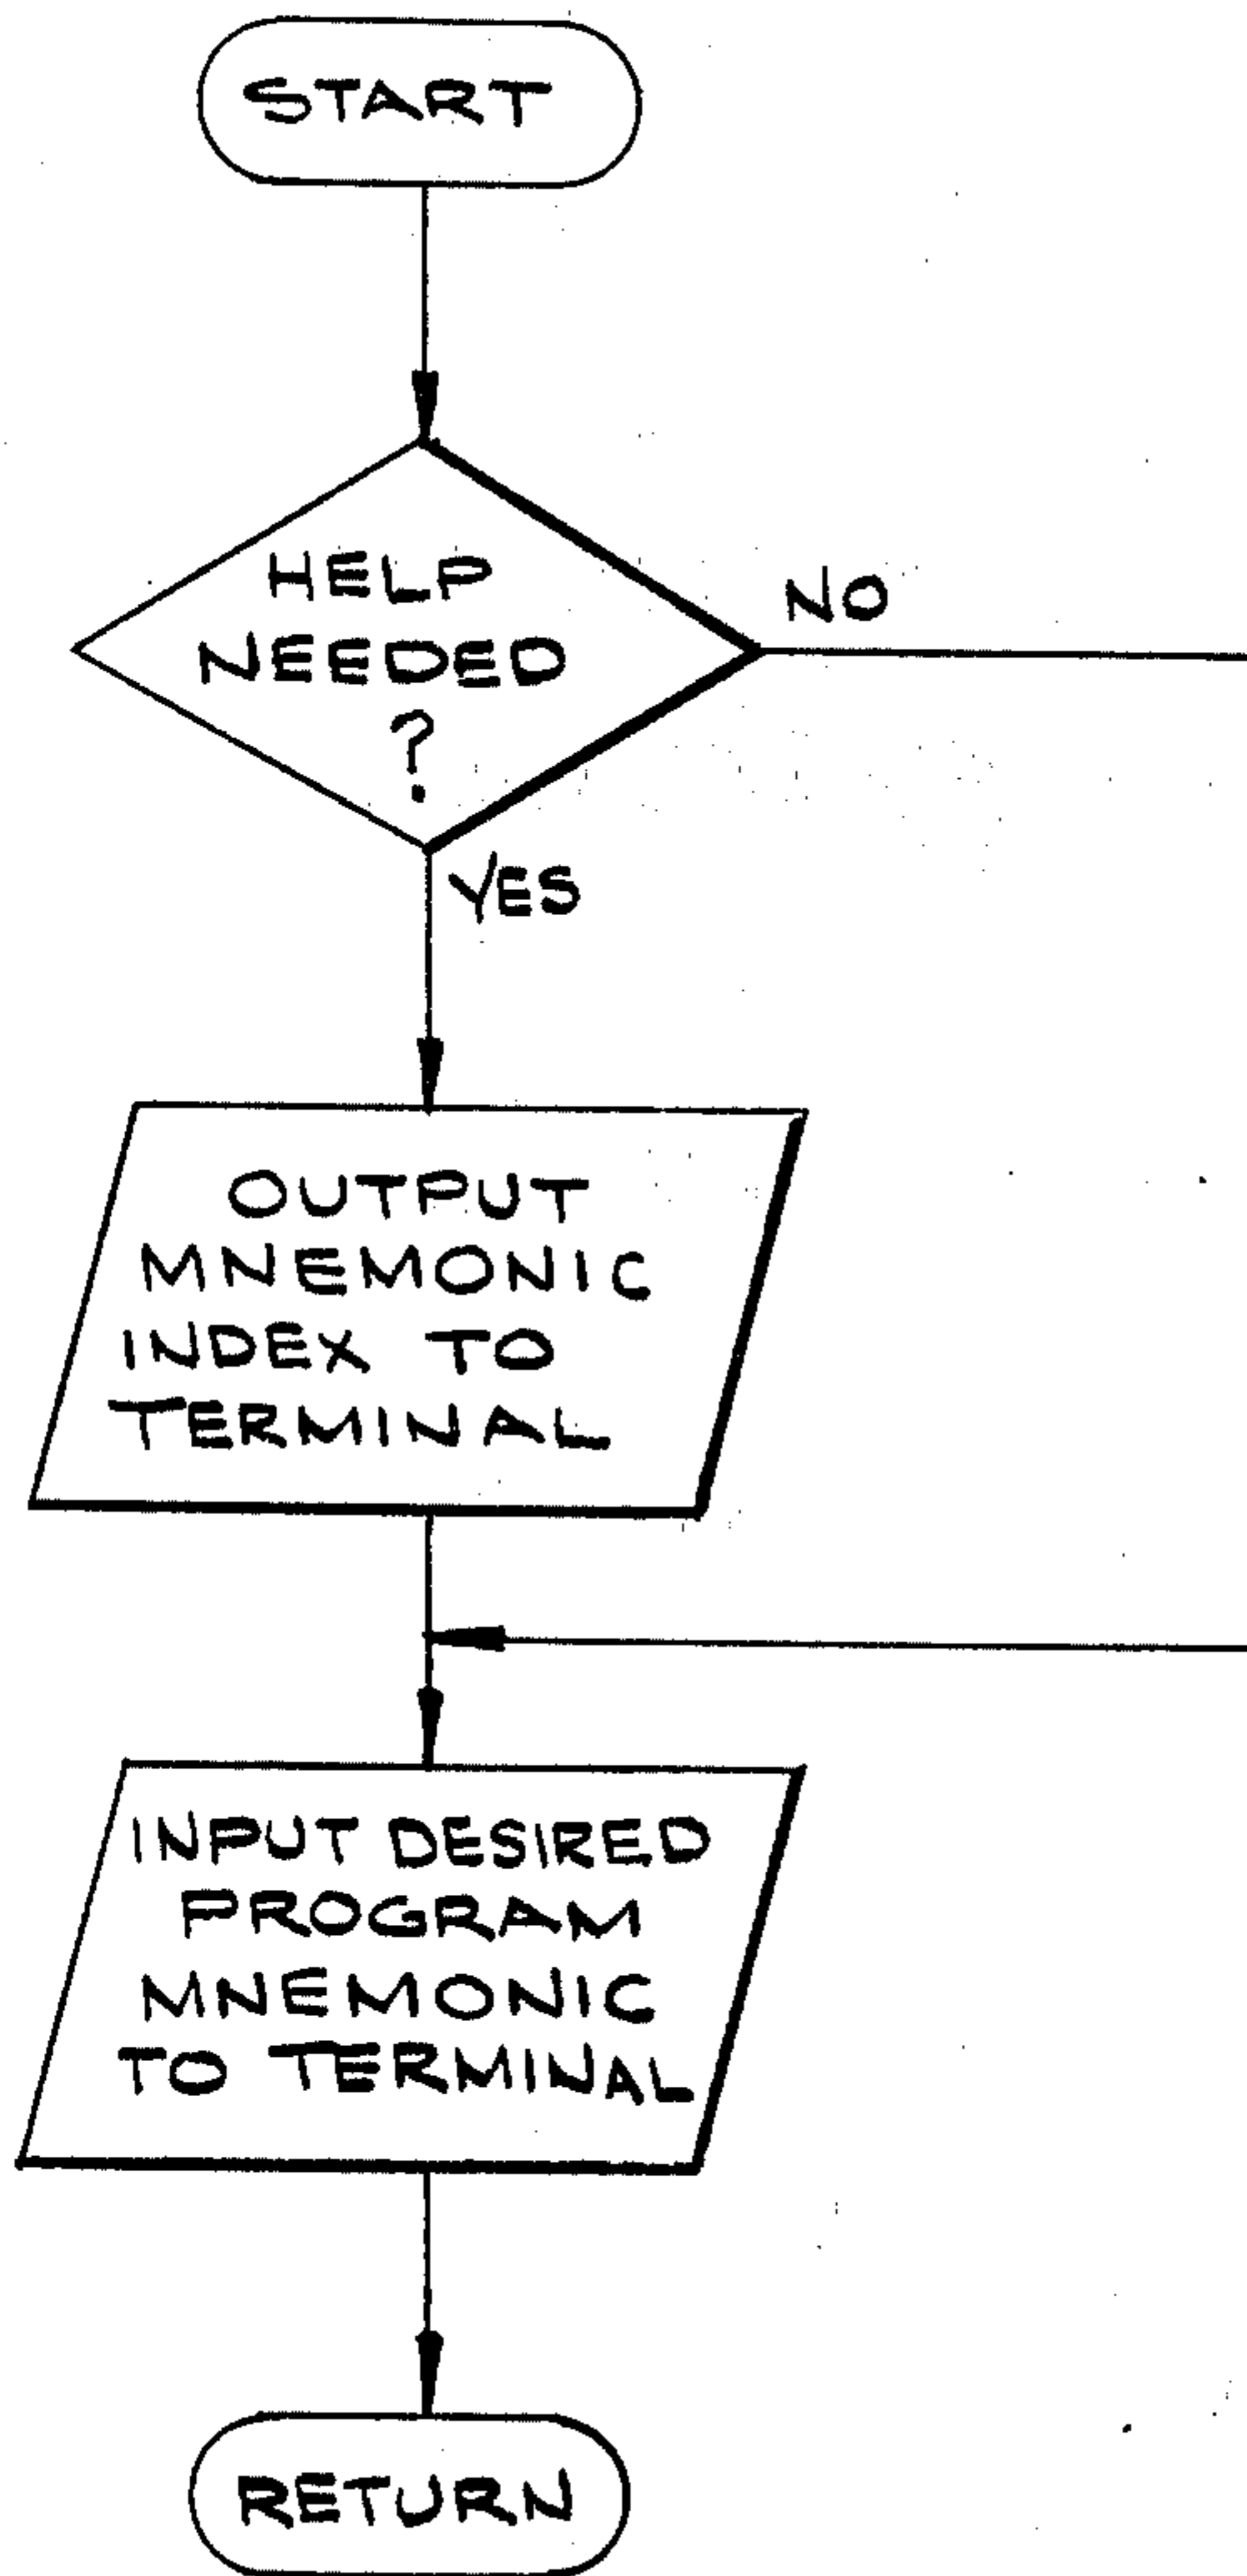 START
HELP
NEEDED
?
NO
YES
OUTPUT
MNEMONIC
INDEX TO
TERMINAL
INPUT DESIRED
PROGRAM
MNEMONIC
TO TERMINAL
RETURN